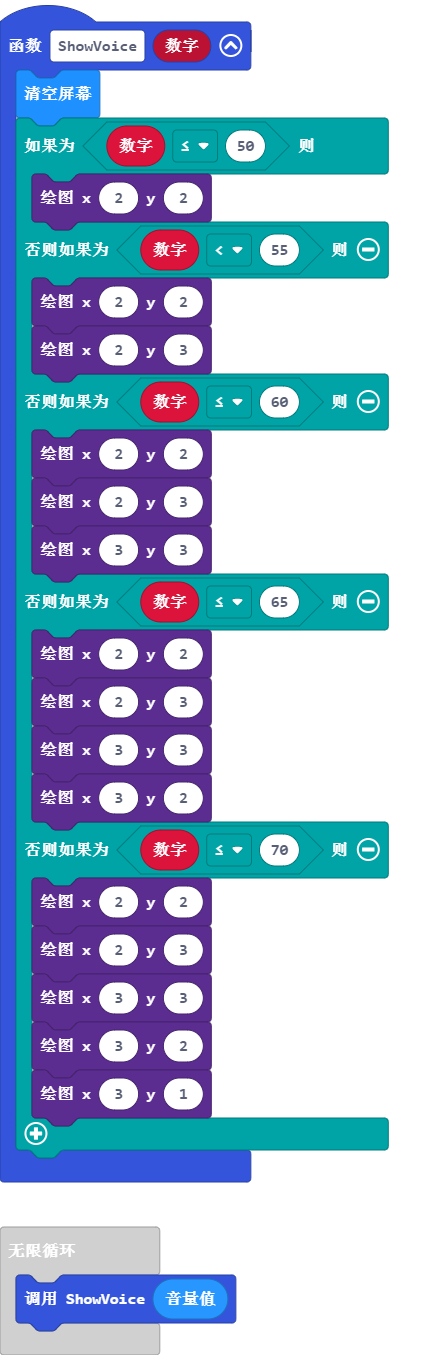 函数 ShowVoice 数字
清空屏幕
如果为 数字 ≤ 50 则
绘图 x 2 y 2
否则如果为 数字 < 55 则
绘图 x 2 y 2
绘图 x 2 y 3
否则如果为 数字 ≤ 60 则
绘图 x 2 y 2
绘图 x 2 y 3
绘图 x 3 y 3
否则如果为 数字 ≤ 65 则
绘图 x 2 y 2
绘图 x 2 y 3
绘图 x 3 y 3
绘图 x 3 y 2
否则如果为 数字 ≤ 70 则
绘图 x 2 y 2
绘图 x 2 y 3
绘图 x 3 y 3
绘图 x 3 y 2
绘图 x 3 y 1
无限循环
调用 ShowVoice 音量值